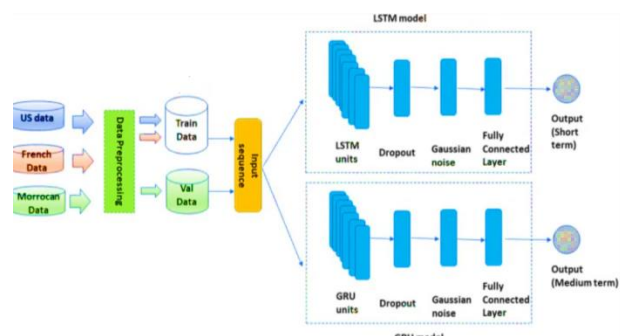 LSTM model
US data
French
Data
Morrocan
Data
Data Preprocessing
Train
Data
Val
Data
Input
sequence
LSTM
units
Dropout
Gaussian
noise
Fully
Connected
Layer
Output
(Short
term)
GRU
units
Dropout
Gaussian
noise
Fully
Connected
Layer
Output
(Medium term)
GRU model